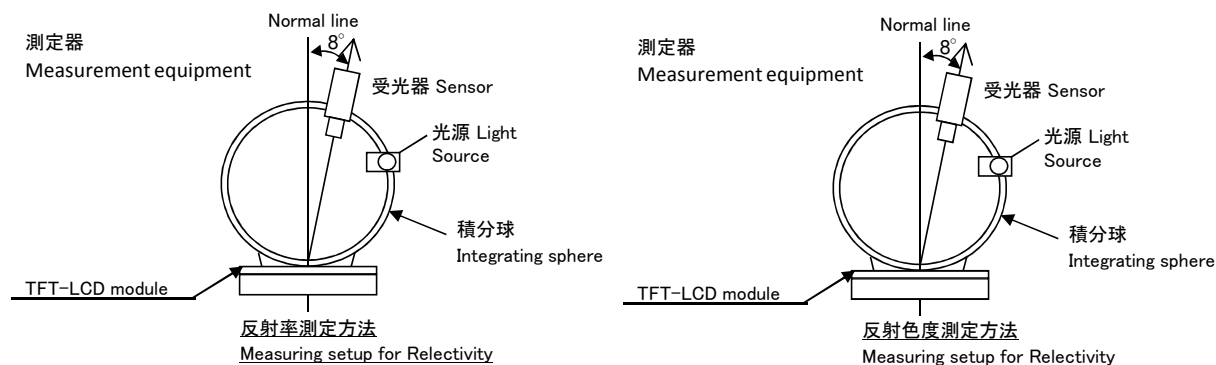 Normal line
8°
測定器
Measurement equipment
受光器 Sensor
光源 Light
Source
積分球
Integrating sphere
TFT-LCD module
反射率測定方法
Measuring setup for Relectivity
Normal line
8°
測定器
Measurement equipment
受光器 Sensor
光源 Light
Source
積分球
Integrating sphere
TFT-LCD module
反射色度測定方法
Measuring setup for Relectivity